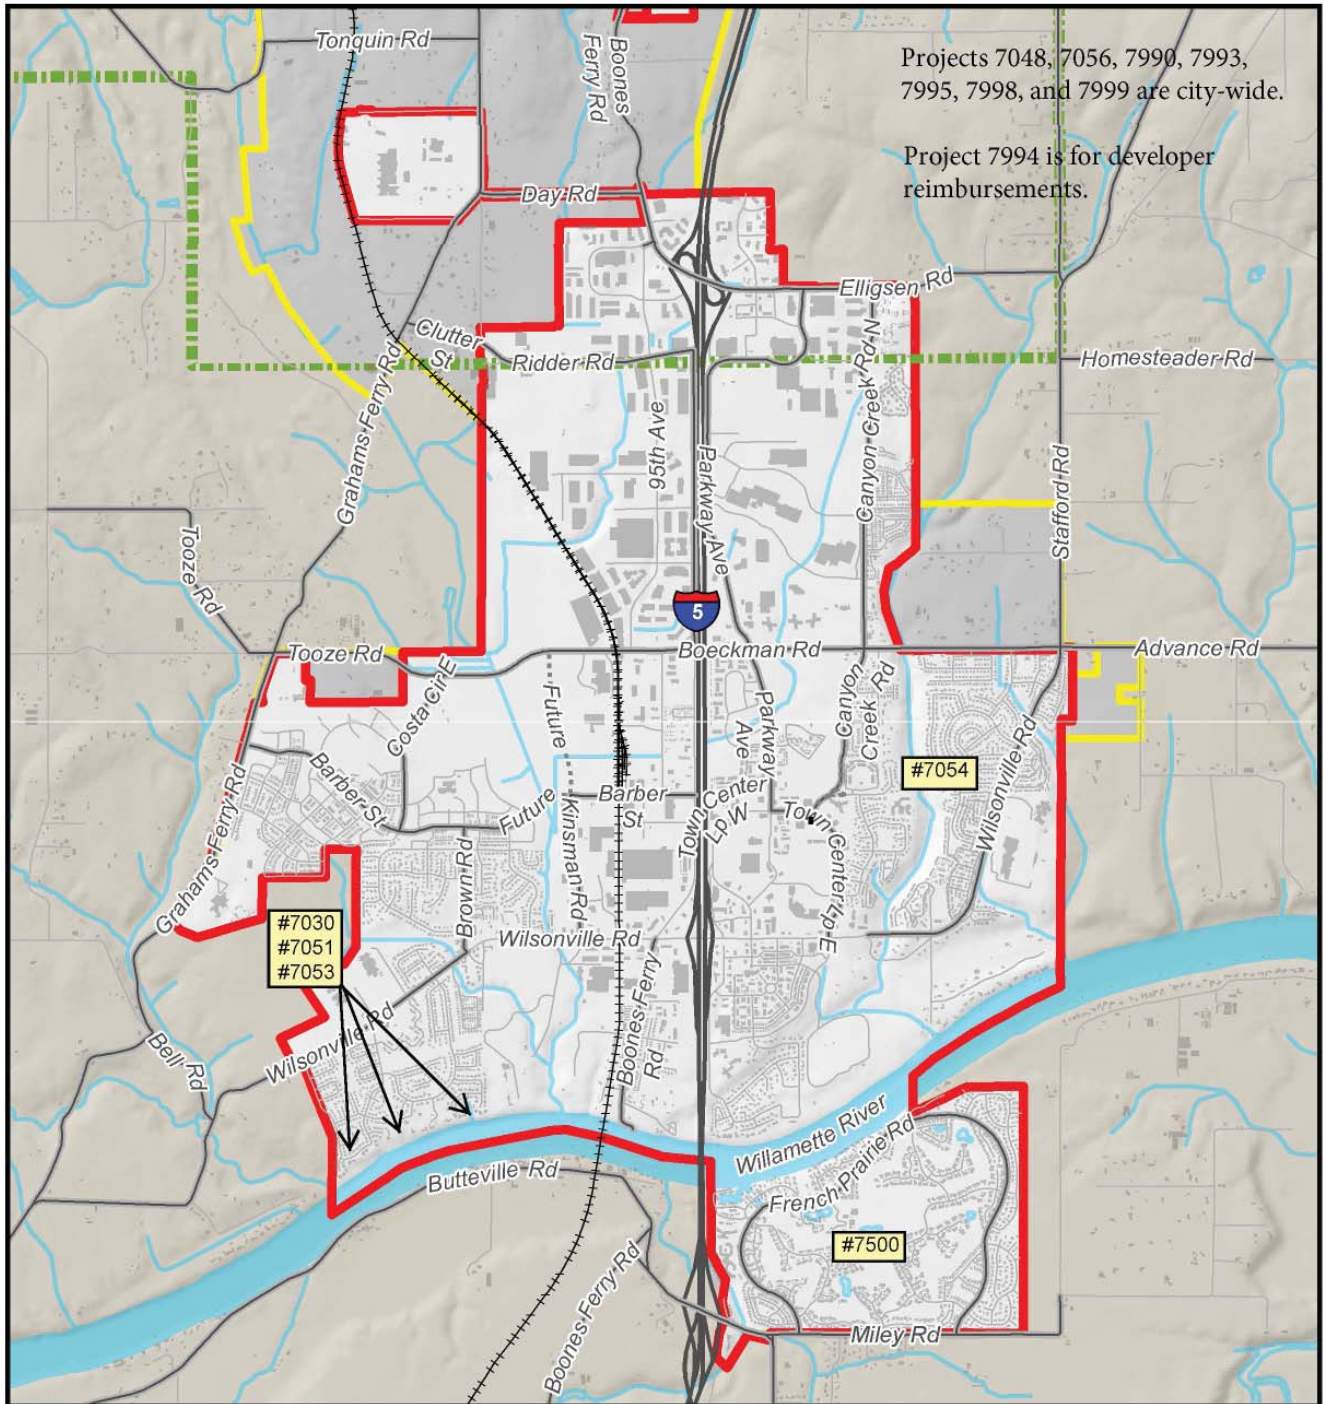 Tonquin Rd
Boones
Ferry Rd
Projects 7048, 7056, 7990, 7993,
7995, 7998, and 7999 are city-wide.
Project 7994 is for developer
reimbursements.
Day Rd
Elligsen Rd
Clutter
St
Ridder Rd
Homesteader Rd
Grahams Ferry Rd
95th Ave
Parkway Ave
Canyon Creek Rd N
Stafford Rd
Tooze Rd
5
Tooze Rd
Boeckman Rd
Advance Rd
Costa Cir E
Future
Parkway
Ave
Canyon
Creek Rd
#7054
Wilsonville Rd
Barber St
Future
Kinsman Rd
Barber
St
Town Center
Lp W
Town Center Lp E
Grahams Ferry Rd
Brown Rd
#7030
#7051
#7053
Wilsonville Rd
Boones Ferry
Rd
Wilsonville Rd
Bell Rd
Willamette River
Butteville Rd
French Prairie Rd
#7500
Boones Ferry Rd
Miley Rd